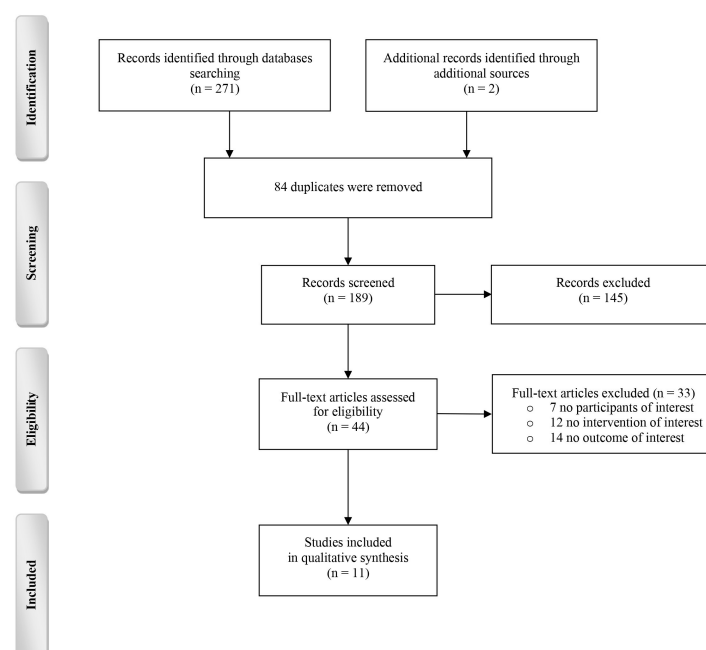 Identification
Records identified through databases
searching
(n = 271)
Additional records identified through
additional sources
(n = 2)
84 duplicates were removed
Screening
Records screened
(n = 189)
Records excluded
(n = 145)
Eligibility
Full-text articles assessed
for eligibility
(n = 44)
Full-text articles excluded (n = 33)
o 7 no participants of interest
o 12 no intervention of interest
o 14 no outcome of interest
Included
Studies included
in qualitative synthesis
(n = 11)